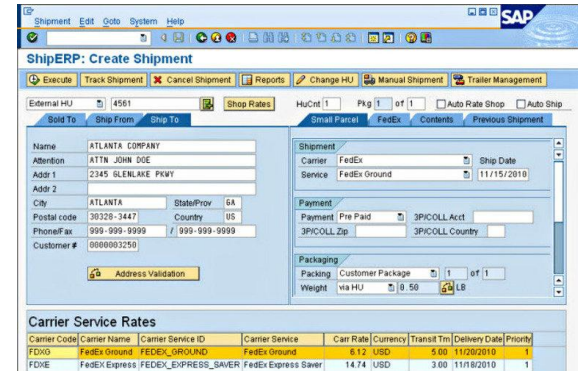 Shipment Edit Goto System Help
SAP
ShipERP: Create Shipment
Execute Track Shipment Cancel Shipment Reports Change HU Manual Shipment Trailer Management
External HU 4561 Shop Rates HuCnt 1 Pkg 1 of 1 Auto Rate Shop Auto Ship
Sold To Ship From Ship To Small Parcel FedEx Contents Previous Shipment
Name ATLANTA COMPANY
Attention ATTN JOHN DOE
Addr 1 2345 GLENLAKE PKWY
Addr 2
City ATLANTA State/Prov GA
Postal code 30328-3447 Country US
Phone/Fax 999-999-9999 / 999-999-9999
Customer # 0000003250
Address Validation
Shipment
Carrier FedEx Ship Date
Service FedEx Ground 11/15/2010
Payment
Payment Pre Paid 3P/COLL Acct
3P/COLL Zip 3P/COLL Country
Packaging
Packing Customer Package 1 of 1
Weight via HU 0.50 LB
Carrier Service Rates
Carrier Code Carrier Name Carrier Service ID Carrier Service Carr Rate Currency Transit Tm Delivery Date Priority
FDXG FedEx Ground FEDEX_GROUND FedEx Ground 6.12 USD 5.00 11/20/2010 1
FDXE FedEX Express FEDEX_EXPRESS_SAVER FedEx Express Saver 14.74 USD 3.00 11/18/2010 1